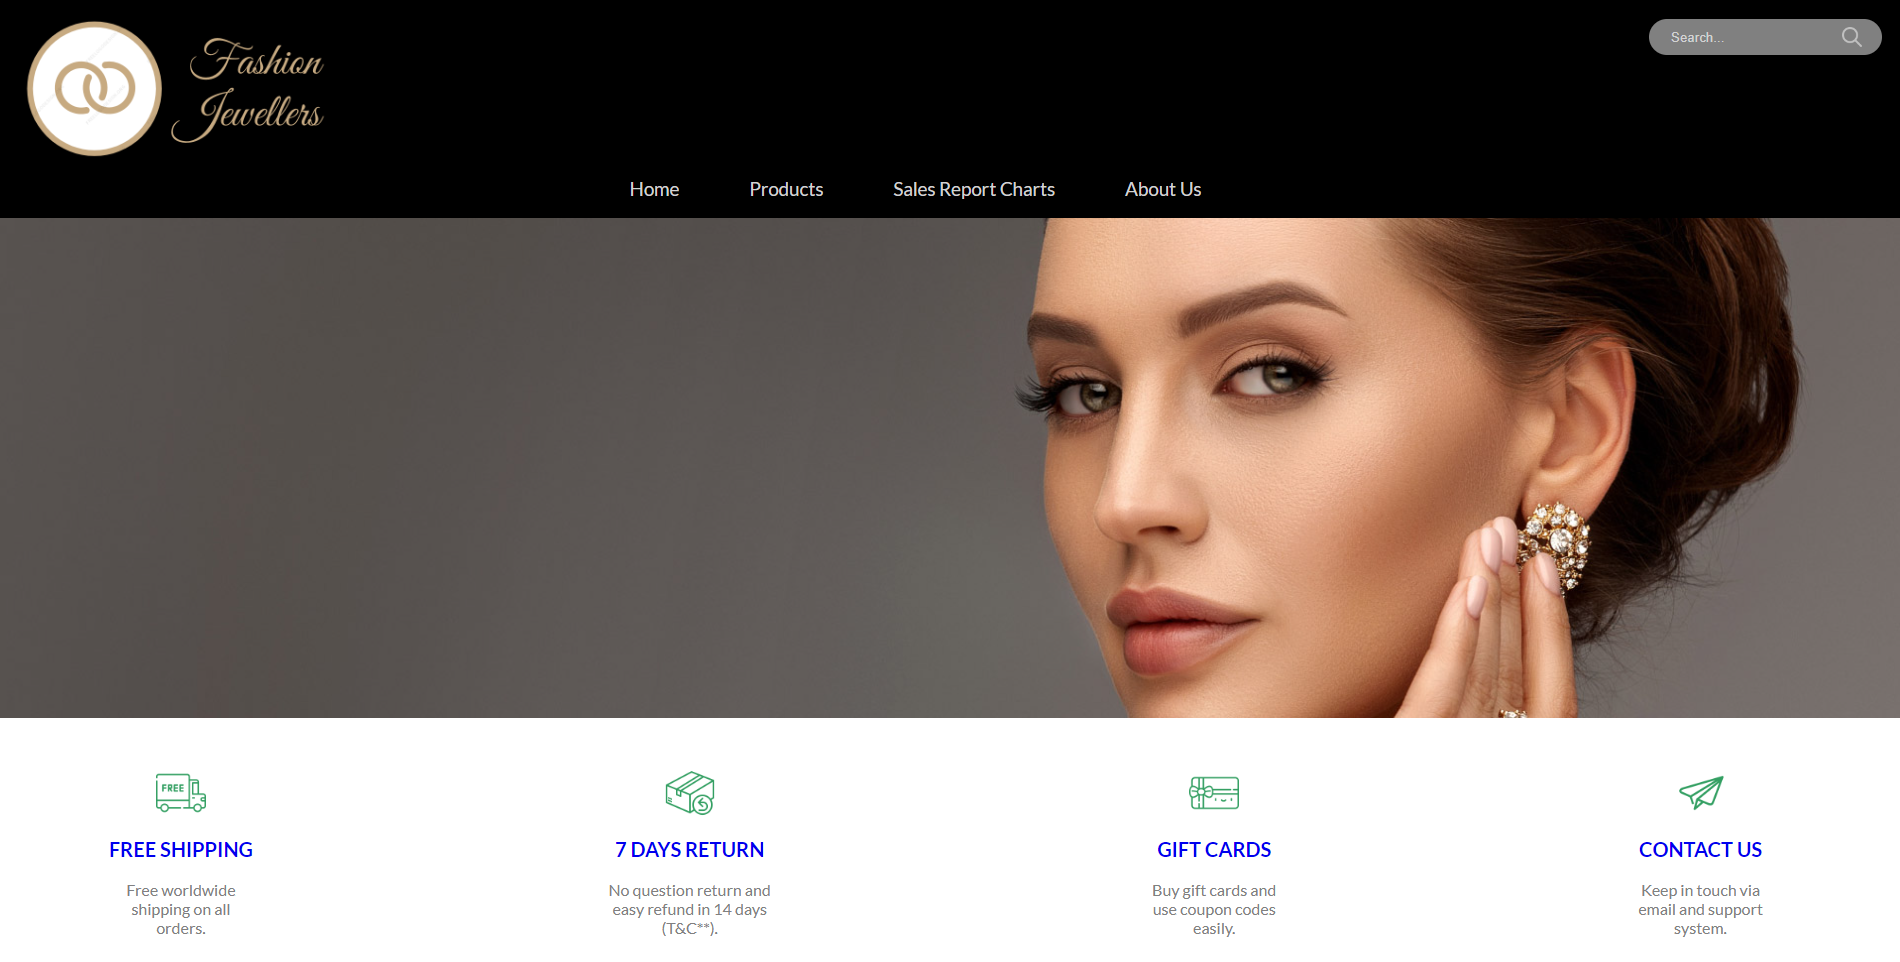 Fashion
Jewellers
Search...
Home
Products
Sales Report Charts
About Us
FREE
FREE SHIPPING
Free worldwide
shipping on all
orders.
7 DAYS RETURN
No question return and
easy refund in 14 days
(T&C**).
GIFT CARDS
Buy gift cards and
use coupon codes
easily.
CONTACT US
Keep in touch via
email and support
system.